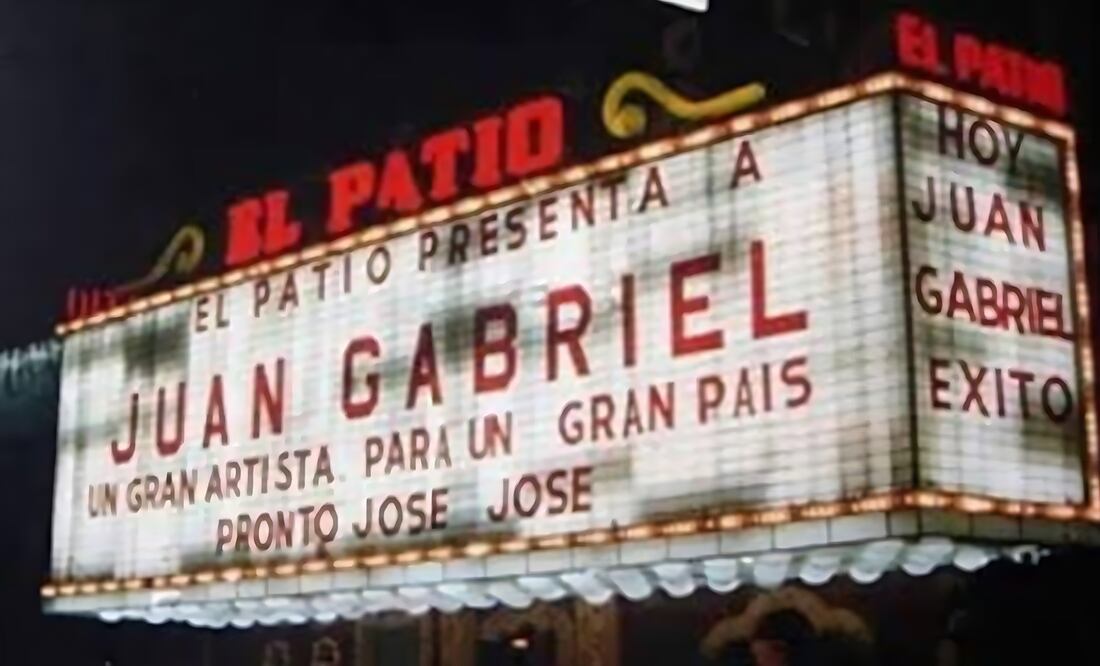 EL PATIO
EL PATIO PRESENTA A
JUAN GABRIEL
UN GRAN ARTISTA PARA UN GRAN PAIS
PRONTO JOSE JOSE
EL PATIO
HOY
JUAN
GABRIEL
EXITO